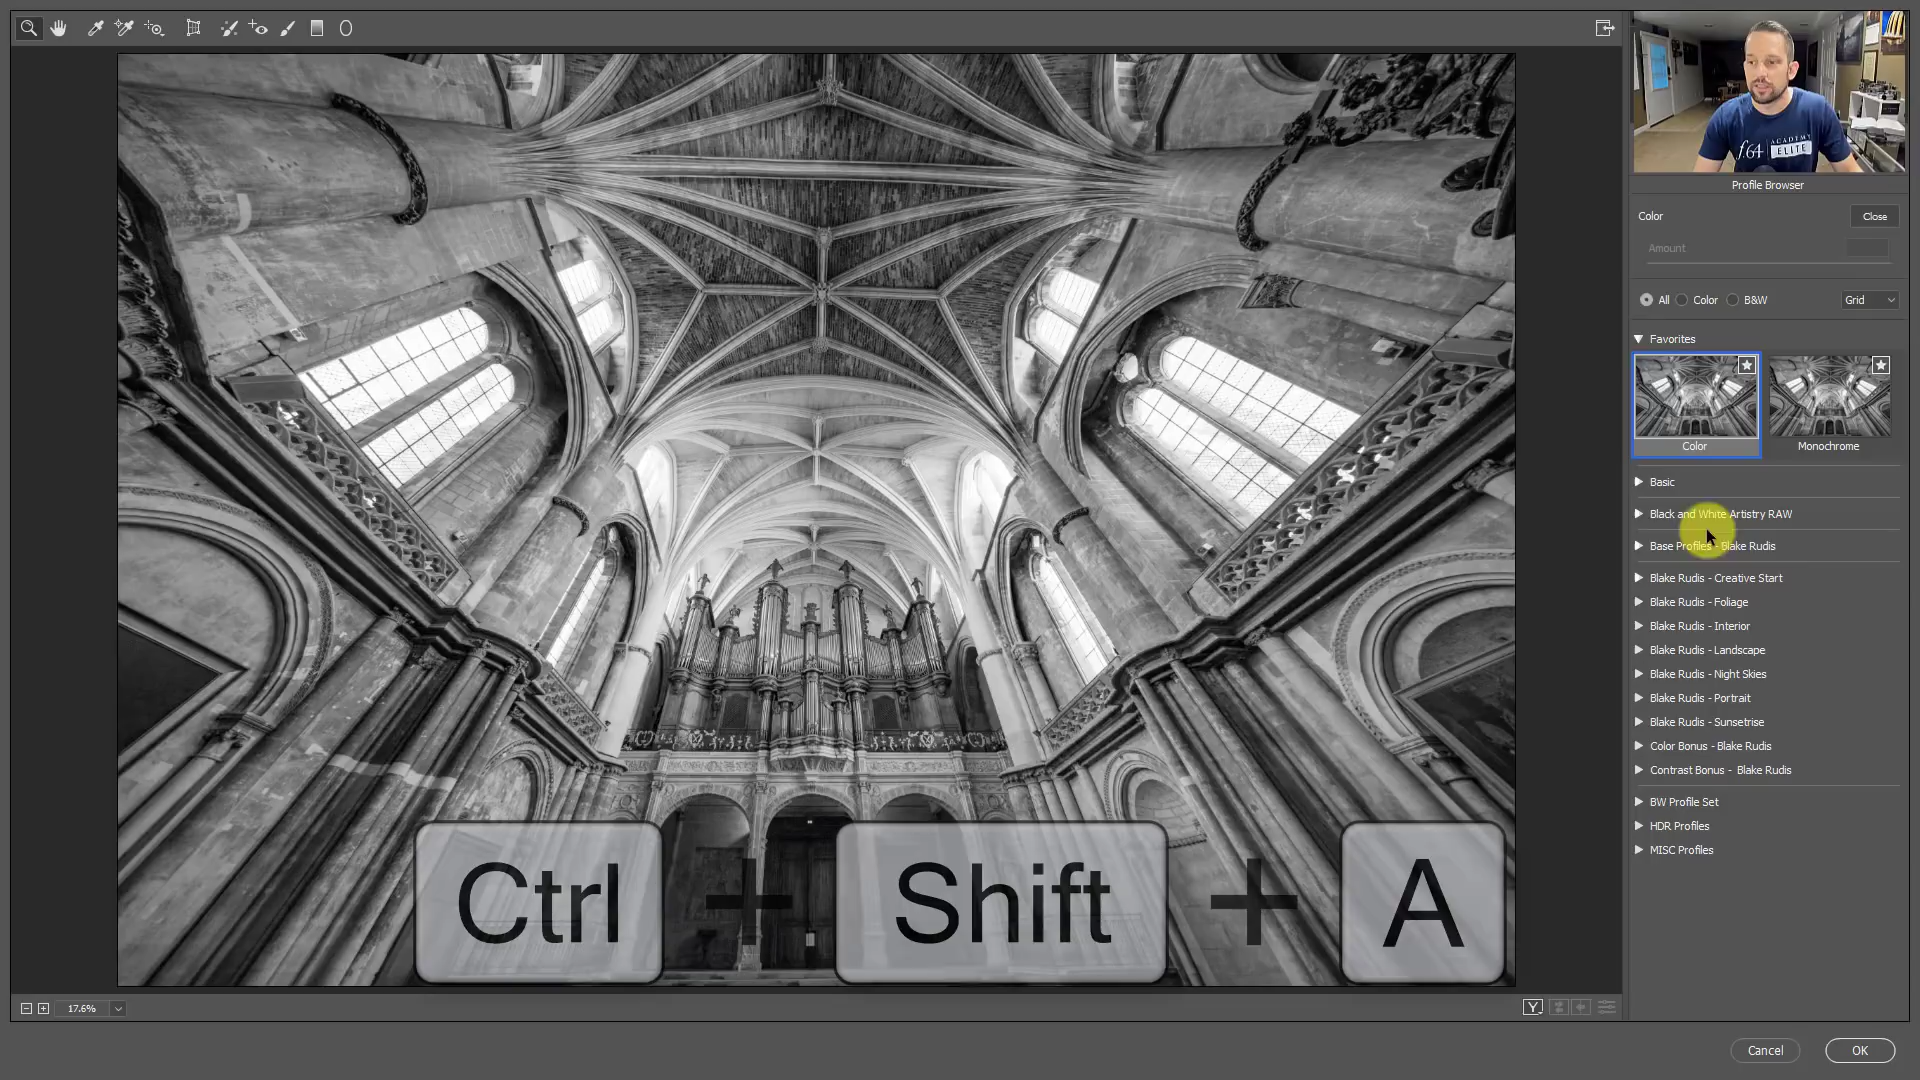 ACADEMY
f.64 ELITE
Profile Browser
Color
Close
Amount
All Color B&W
Grid
Favorites
Color
Monochrome
Basic
Black and White Artistry RAW
Base Profiles - Blake Rudis
Blake Rudis - Creative Start
Blake Rudis - Foliage
Blake Rudis - Interior
Blake Rudis - Landscape
Blake Rudis - Night Skies
Blake Rudis - Portrait
Blake Rudis - Sunsetrise
Color Bonus - Blake Rudis
Contrast Bonus - Blake Rudis
BW Profile Set
HDR Profiles
MISC Profiles
Ctrl + Shift + A
17.6%
Y
Cancel
OK